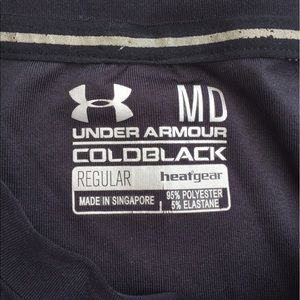 MD
UNDER ARMOUR
COLDBLACK
REGULAR heatgear
MADE IN SINGAPORE 95% POLYESTER
5% ELASTANE